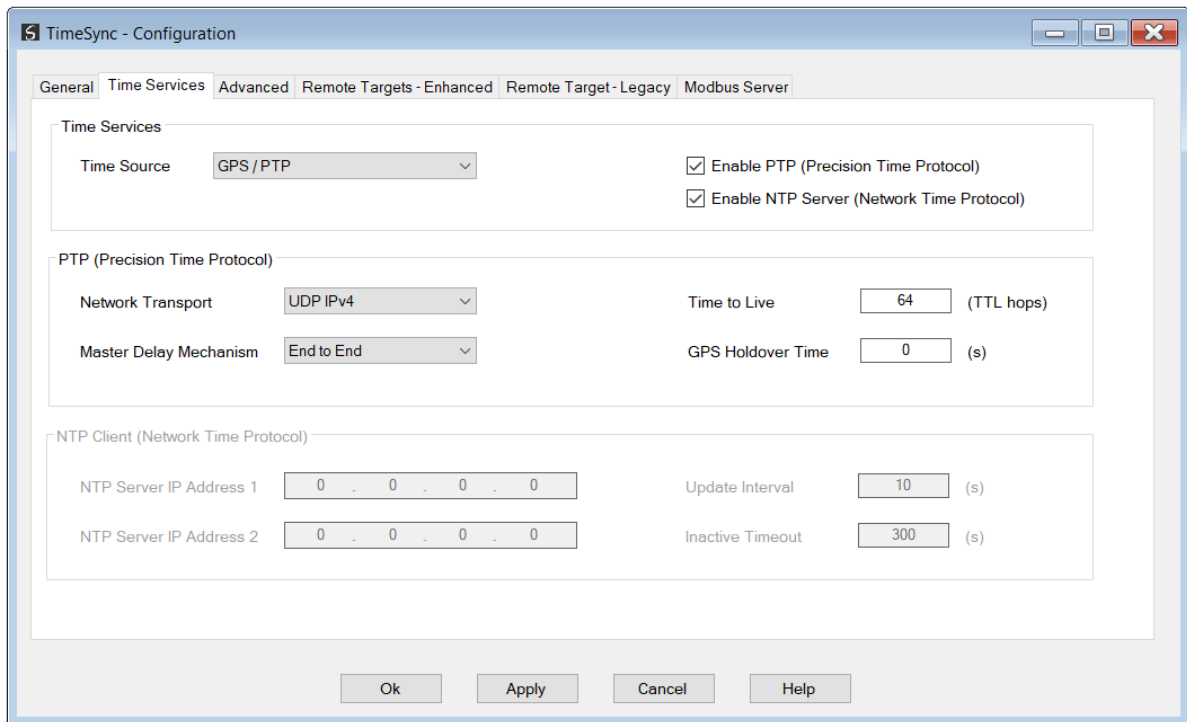 TimeSync - Configuration
General Time Services Advanced Remote Targets - Enhanced Remote Target - Legacy Modbus Server
Time Services
Time Source GPS / PTP Enable PTP (Precision Time Protocol)
Enable NTP Server (Network Time Protocol)
PTP (Precision Time Protocol)
Network Transport UDP IPv4 Time to Live 64 (TTL hops)
Master Delay Mechanism End to End GPS Holdover Time 0 (s)
NTP Client (Network Time Protocol)
NTP Server IP Address 1 0 . 0 . 0 . 0 Update Interval 10 (s)
NTP Server IP Address 2 0 . 0 . 0 . 0 Inactive Timeout 300 (s)
Ok Apply Cancel Help